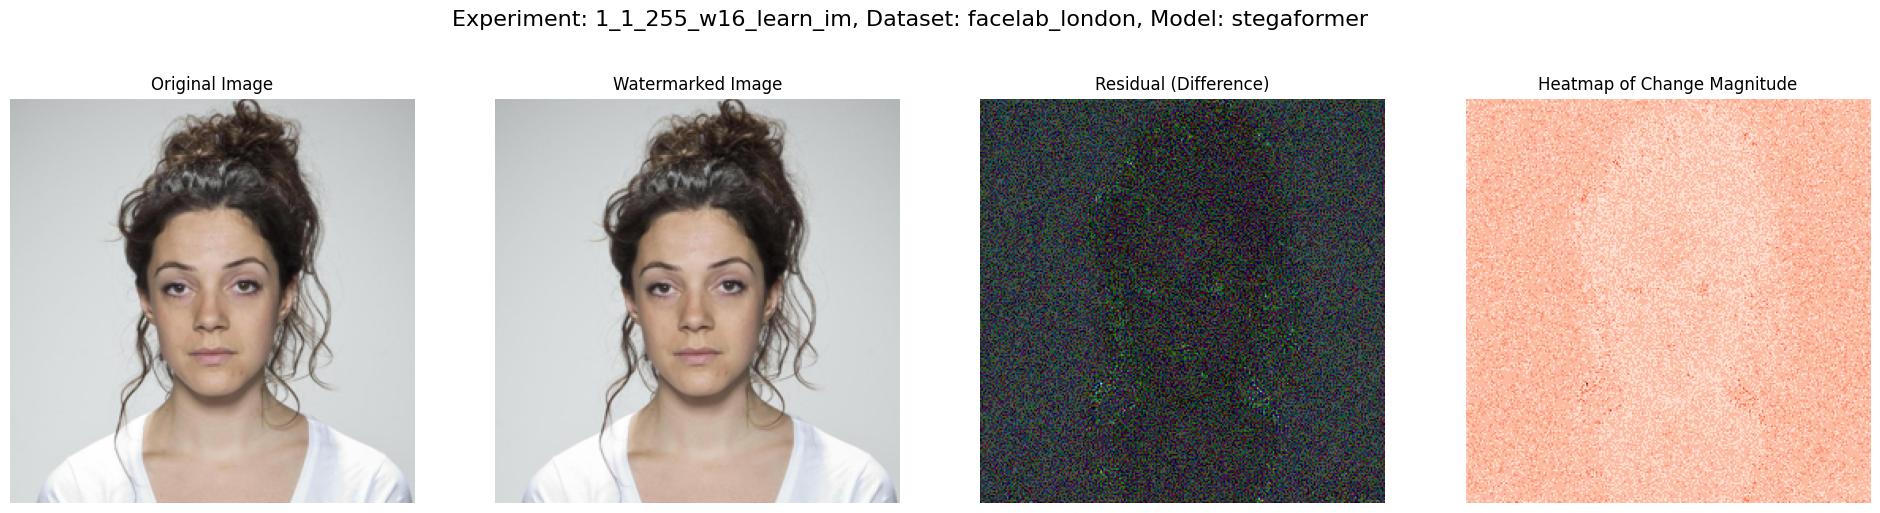 Experiment: 1_1_255_w16_learn_im, Dataset: facelab_london, Model: stegaformer
Original Image
Watermarked Image
Residual (Difference)
Heatmap of Change Magnitude